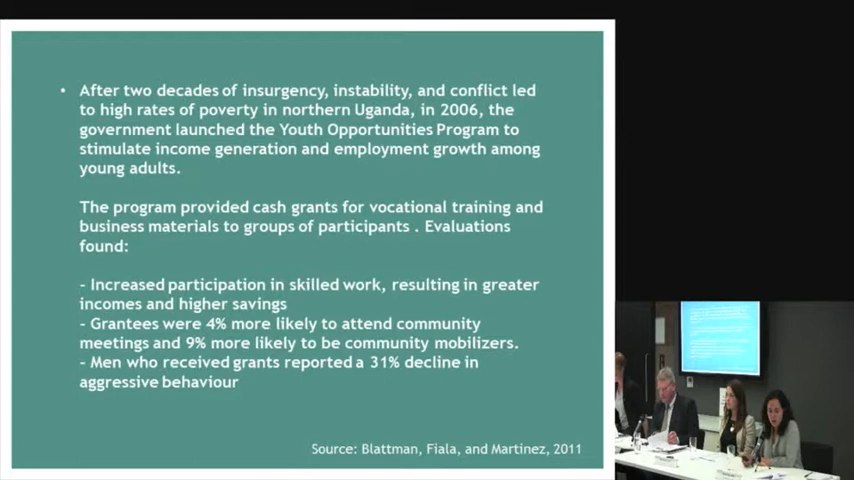 • After two decades of insurgency, instability, and conflict led
to high rates of poverty in northern Uganda, in 2006, the
government launched the Youth Opportunities Program to
stimulate income generation and employment growth among
young adults.
The program provided cash grants for vocational training and
business materials to groups of participants . Evaluations
found:
- Increased participation in skilled work, resulting in greater
incomes and higher savings
- Grantees were 4% more likely to attend community
meetings and 9% more likely to be community mobilizers.
- Men who received grants reported a 31% decline in
aggressive behaviour
Source: Blattman, Fiala, and Martinez, 2011